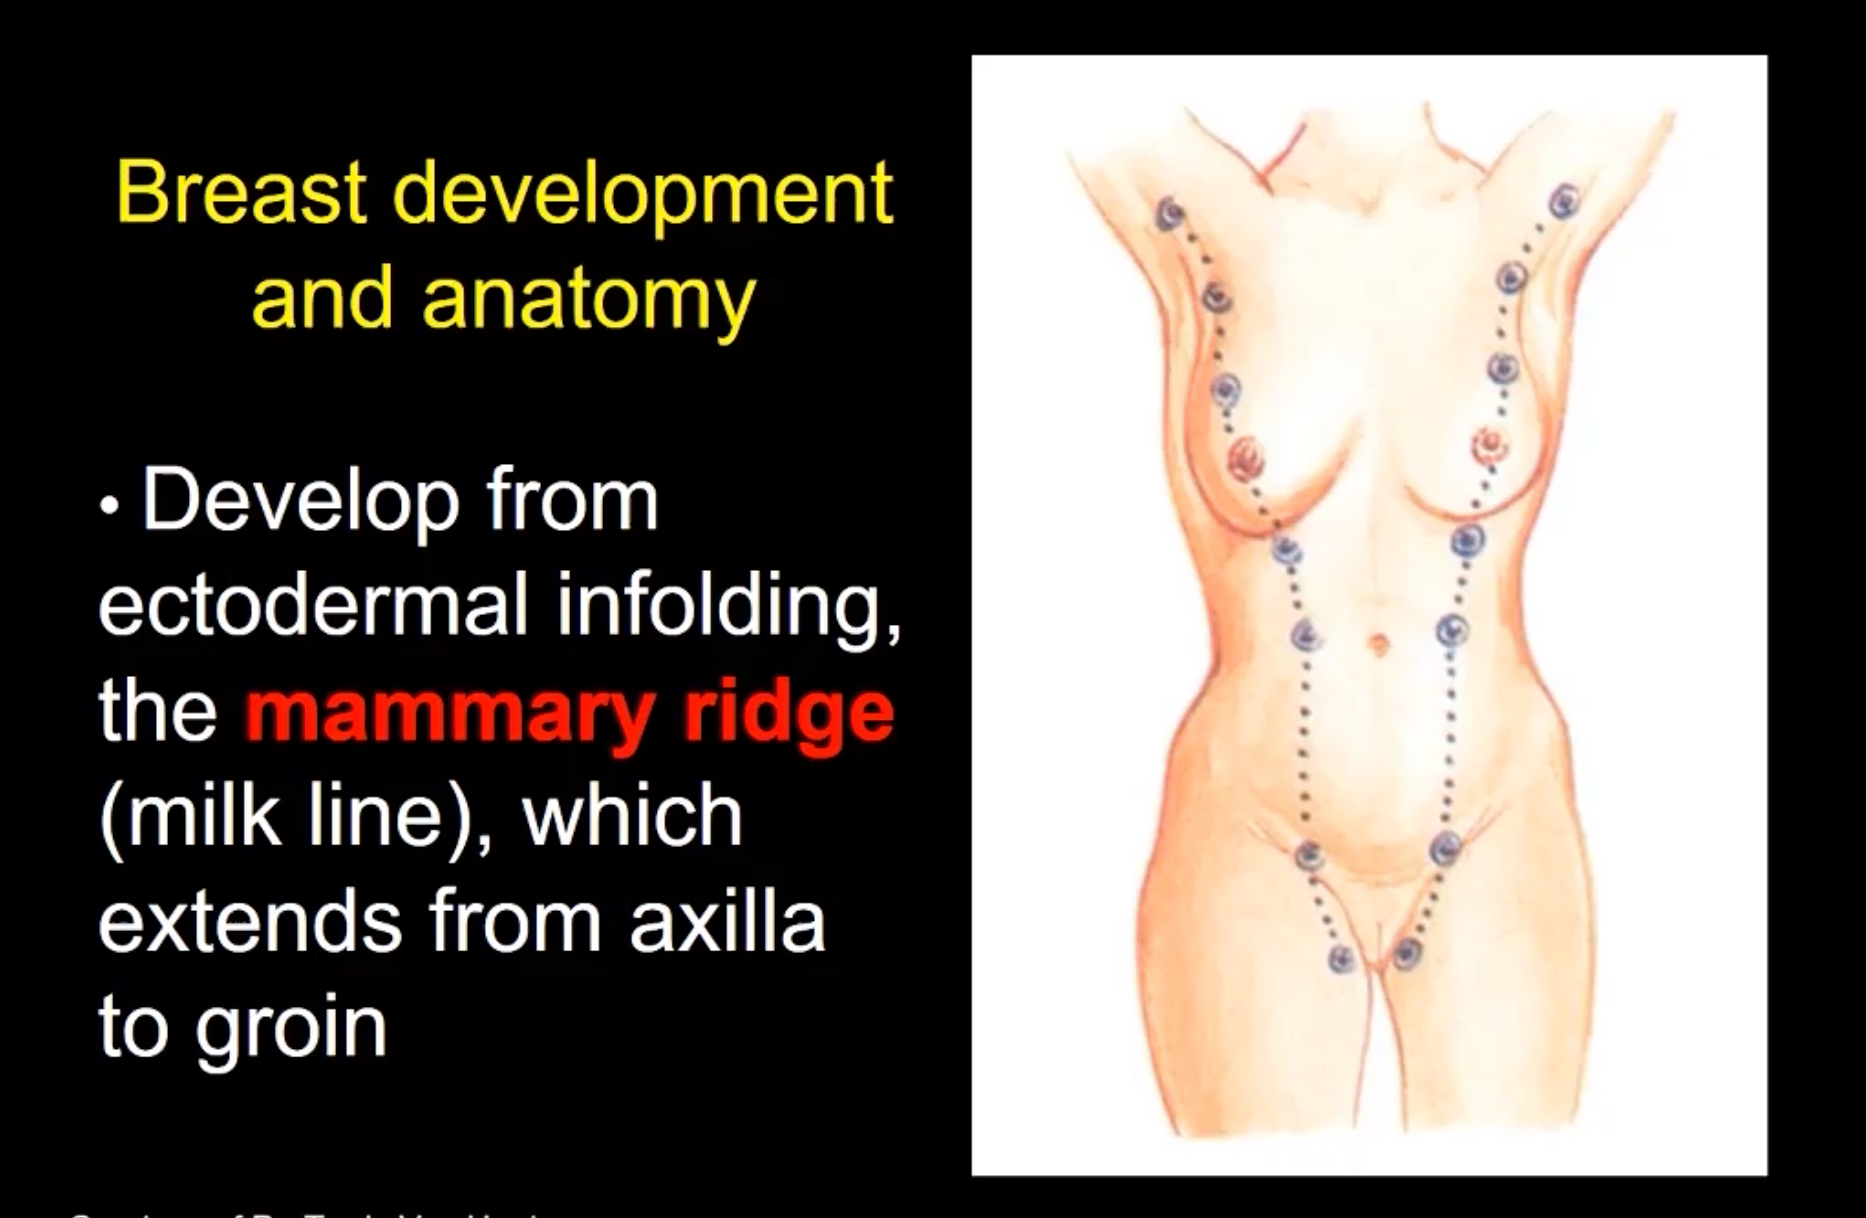 Breast development
and anatomy
• Develop from
ectodermal infolding,
the mammary ridge
(milk line), which
extends from axilla
to groin